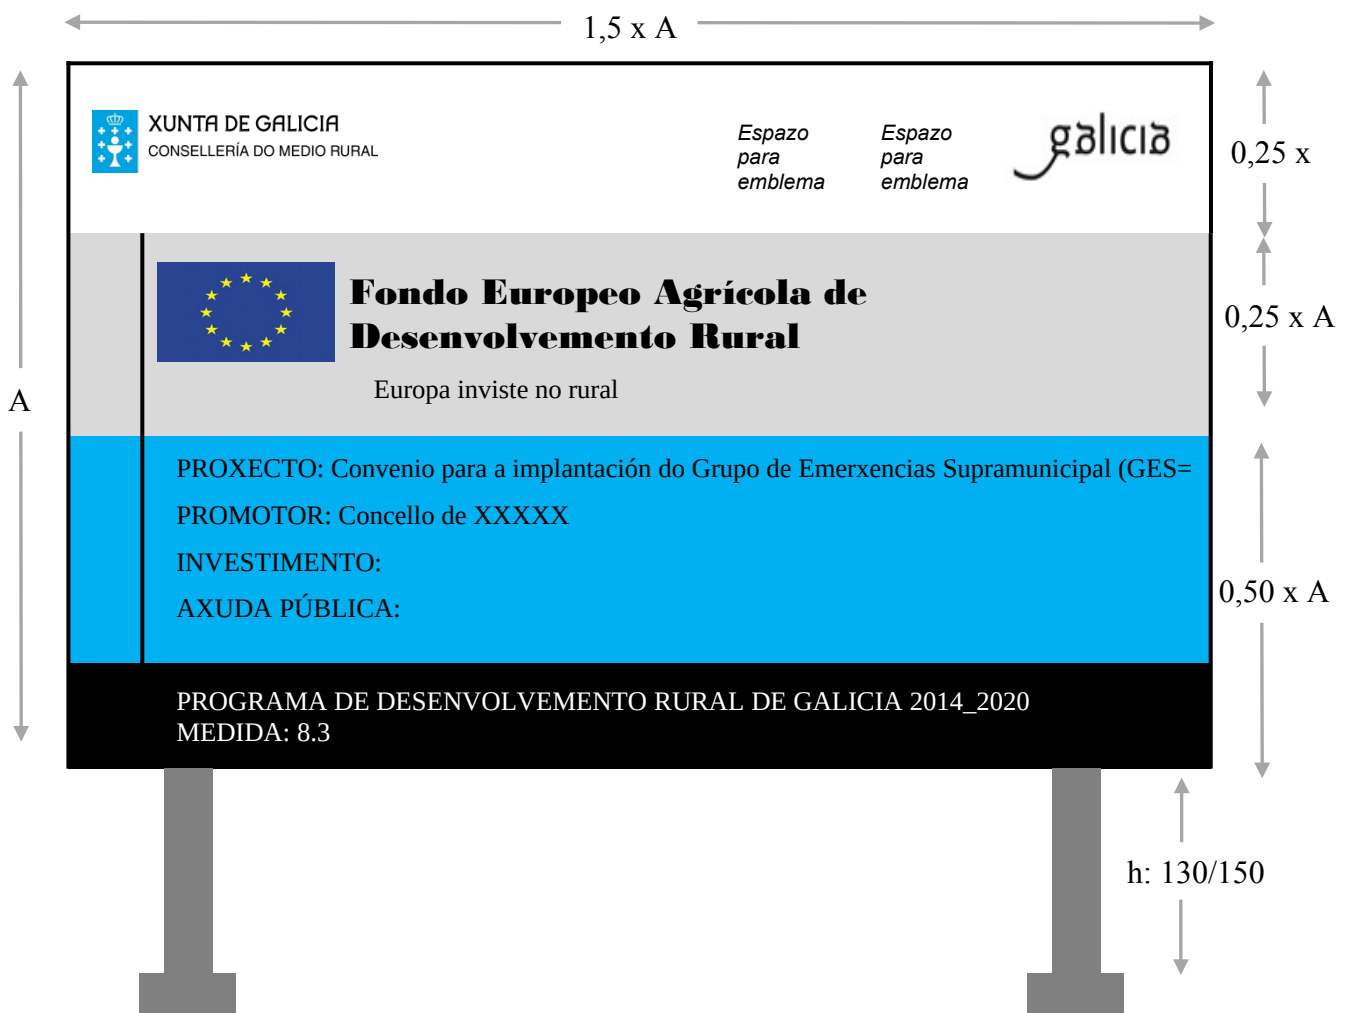 1,5 x A
XUNTA DE GALICIA
CONSELLERÍA DO MEDIO RURAL
Espazo
para
emblema
Espazo
para
emblema
galicia
0,25 x
Fondo Europeo Agrícola de
Desenvolvemento Rural
Europa inviste no rural
0,25 x A
A
PROXECTO: Convenio para a implantación do Grupo de Emerxencias Supramunicipal (GES=
PROMOTOR: Concello de XXXXX
INVESTIMENTO:
AXUDA PÚBLICA:
0,50 x A
PROGRAMA DE DESENVOLVEMENTO RURAL DE GALICIA 2014_2020
MEDIDA: 8.3
h: 130/150